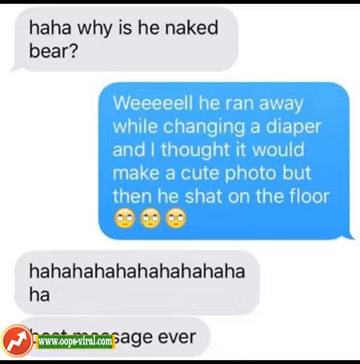 haha why is he naked
bear?
Weeeeell he ran away
while changing a diaper
and I thought it would
make a cute photo but
then he shat on the floor
🙄🙄🙄
hahahahahahahahahaha
ha
sage ever
www.oops-viral.com